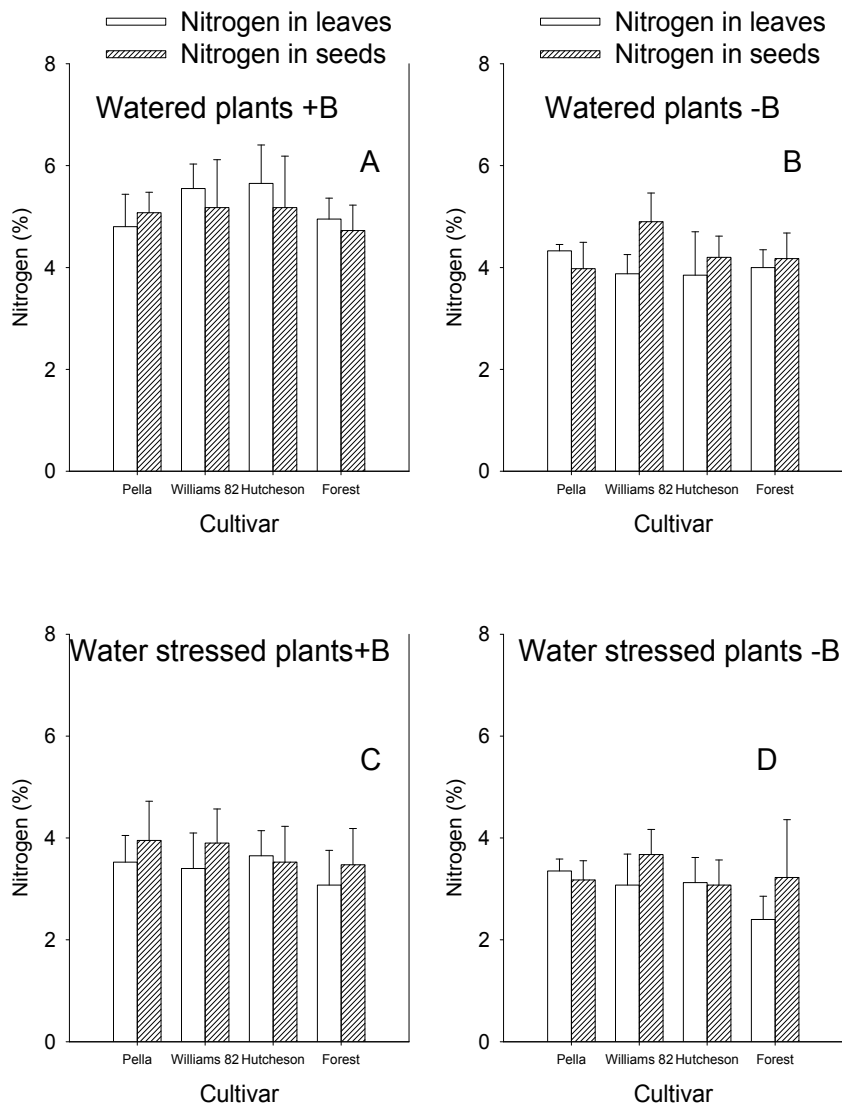 Nitrogen in leaves
Nitrogen in seeds
Watered plants +B
A
Nitrogen (%)
8
6
4
2
0
Pella Williams 82 Hutcheson Forest
Cultivar
Nitrogen in leaves
Nitrogen in seeds
Watered plants -B
B
Nitrogen (%)
8
6
4
2
0
Pella Williams 82 Hutcheson Forest
Cultivar
Water stressed plants+B
C
Nitrogen (%)
8
6
4
2
0
Pella Williams 82 Hutcheson Forest
Cultivar
Water stressed plants -B
D
Nitrogen (%)
8
6
4
2
0
Pella Williams 82 Hutcheson Forest
Cultivar